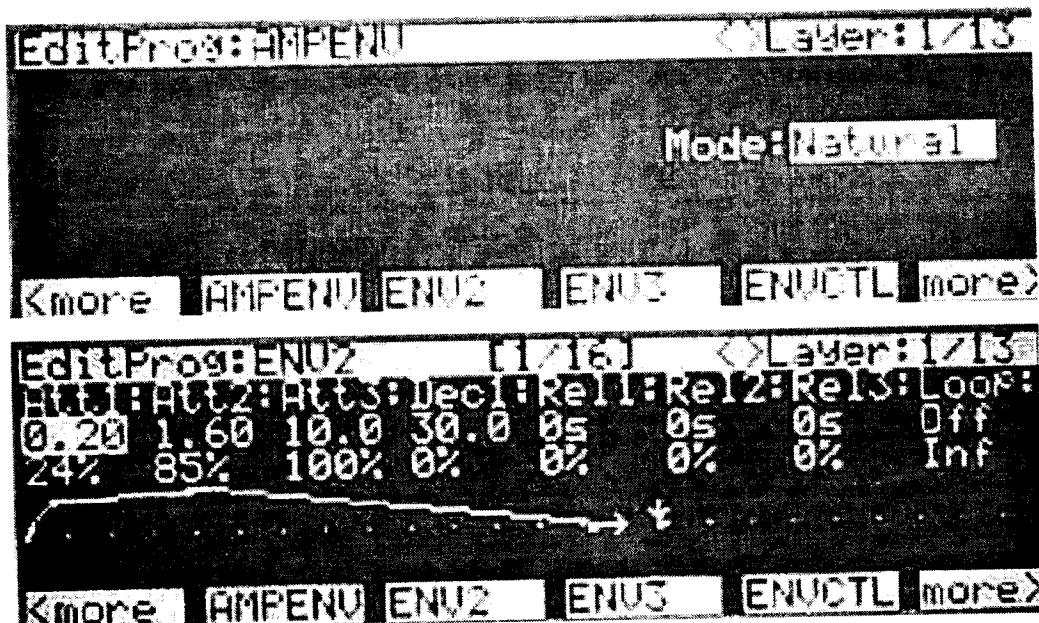 EditProg:AMPENV <>Layer:1/13
Mode:Natural
<more AMPENV ENV2 ENV3 ENVCTL more>
EditProg:ENV2 [1/16] <>Layer:1/13
Att1: Att2: Att3: Dec1: Rel1: Rel2: Rel3: Loop:
0.20 1.60 10.0 30.0 0s 0s 0s Off
24% 85% 100% 0% 0% 0% 0% Inf
<more AMPENV ENV2 ENV3 ENVCTL more>